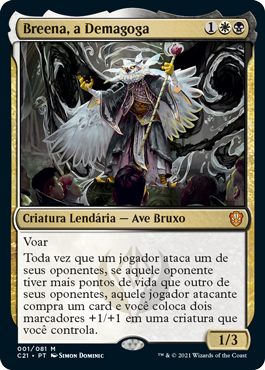 Breena, a Demagoga
1
Criatura Lendária — Ave Bruxo
Voar
Toda vez que um jogador ataca um de
seus oponentes, se aquele oponente
tiver mais pontos de vida que outro de
seus oponentes, aquele jogador atacante
compra um card e você coloca dois
marcadores +1/+1 em uma criatura que
você controla.
1/3
001/081 M
C21 • PT SIMON DOMINIC
™ & © 2021 Wizards of the Coast